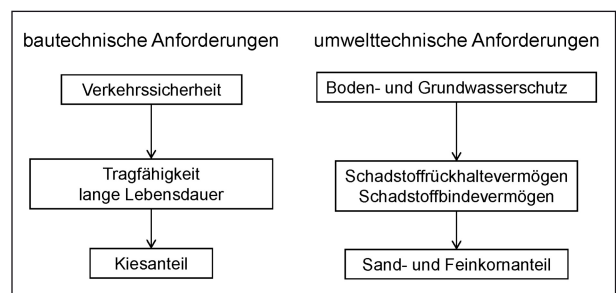 bautechnische Anforderungen
Verkehrssicherheit
Tragfähigkeit
lange Lebensdauer
Kiesanteil
umwelttechnische Anforderungen
Boden- und Grundwasserschutz
Schadstoffrückhaltevermögen
Schadstoffbindevermögen
Sand- und Feinkornanteil